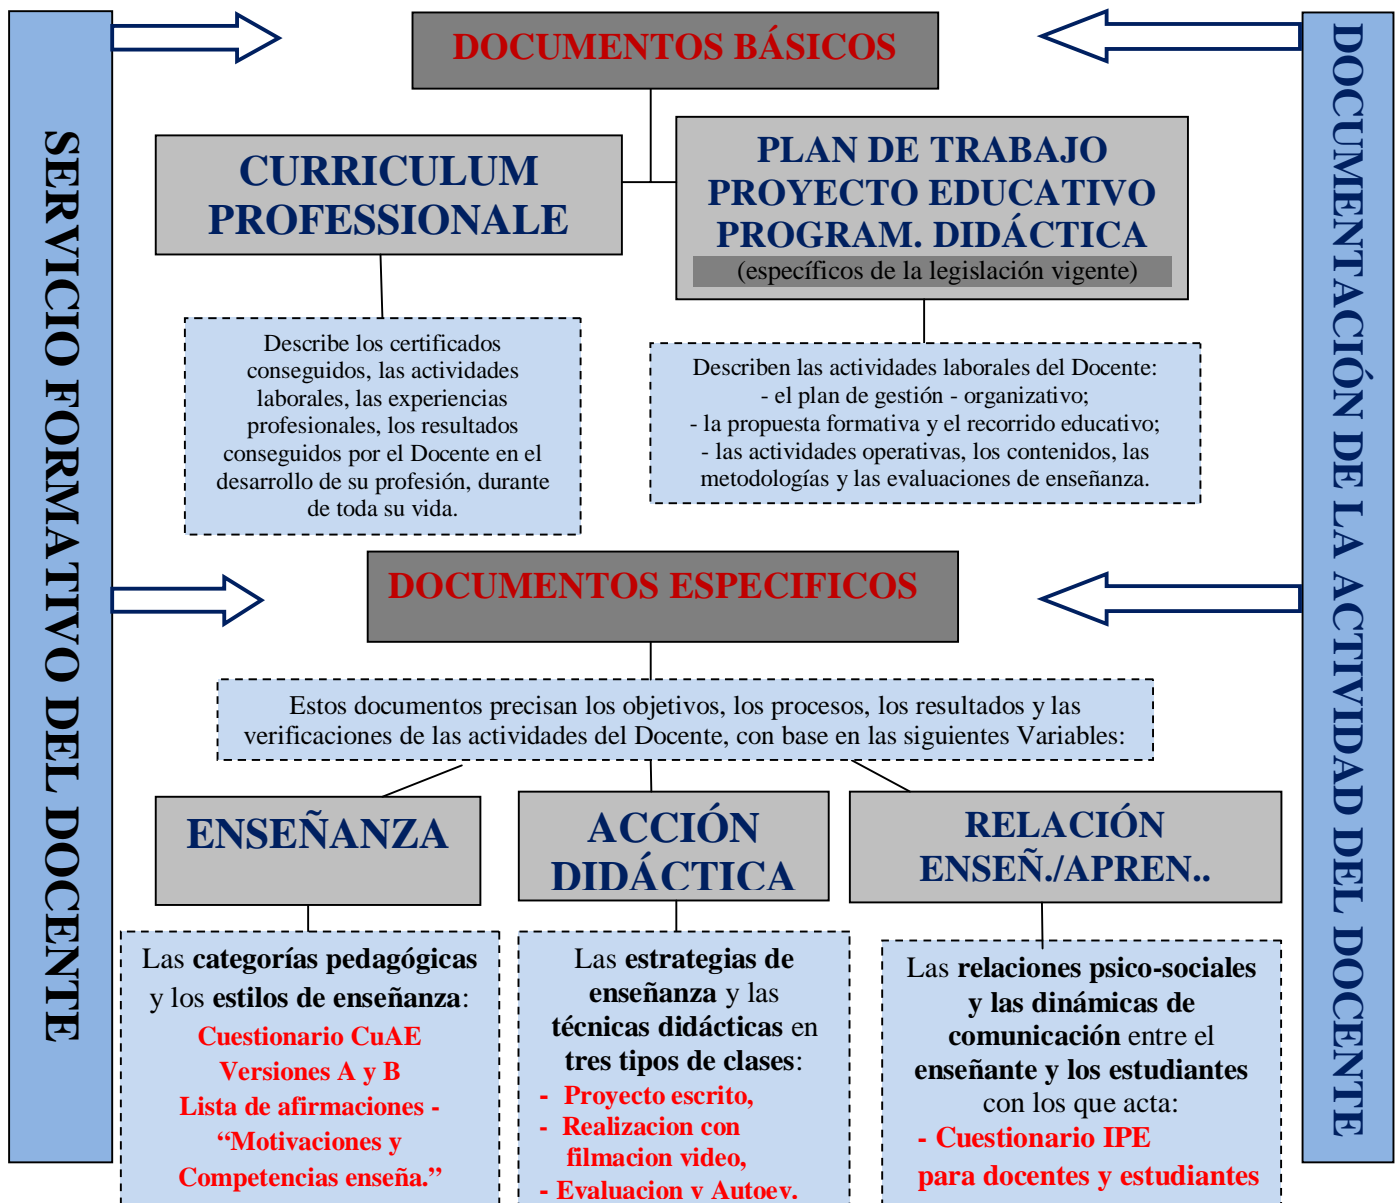 SERVICIO FORMATIVO DEL DOCENTE
DOCUMENTACIÓN DE LA ACTIVIDAD DEL DOCENTE
DOCUMENTOS BÁSICOS
CURRICULUM
PROFESSIONALE
PLAN DE TRABAJO
PROYECTO EDUCATIVO
PROGRAM. DIDÁCTICA
(específicos de la legislación vigente)
Describe los certificados
conseguidos, las actividades
laborales, las experiencias
profesionales, los resultados
conseguidos por el Docente en el
desarrollo de su profesión, durante
de toda su vida.
Describen las actividades laborales del Docente:
- el plan de gestión - organizativo;
- la propuesta formativa y el recorrido educativo;
- las actividades operativas, los contenidos, las
metodologías y las evaluaciones de enseñanza.
DOCUMENTOS ESPECIFICOS
Estos documentos precisan los objetivos, los procesos, los resultados y las
verificaciones de las actividades del Docente, con base en las siguientes Variables:
ENSEÑANZA
ACCIÓN
DIDÁCTICA
RELACIÓN
ENSEÑ./APREN..
Las categorías pedagógicas
y los estilos de enseñanza:
Cuestionario CuAE
Versiones A y B
Lista de afirmaciones -
“Motivaciones y
Competencias enseña.”
Las estrategias de
enseñanza y las
técnicas didácticas en
tres tipos de clases:
- Proyecto escrito,
- Realizacion con
filmacion video,
- Evaluacion y Autoev.
Las relaciones psico-sociales
y las dinámicas de
comunicación entre el
enseñante y los estudiantes
con los que acta:
- Cuestionario IPE
para docentes y estudiantes